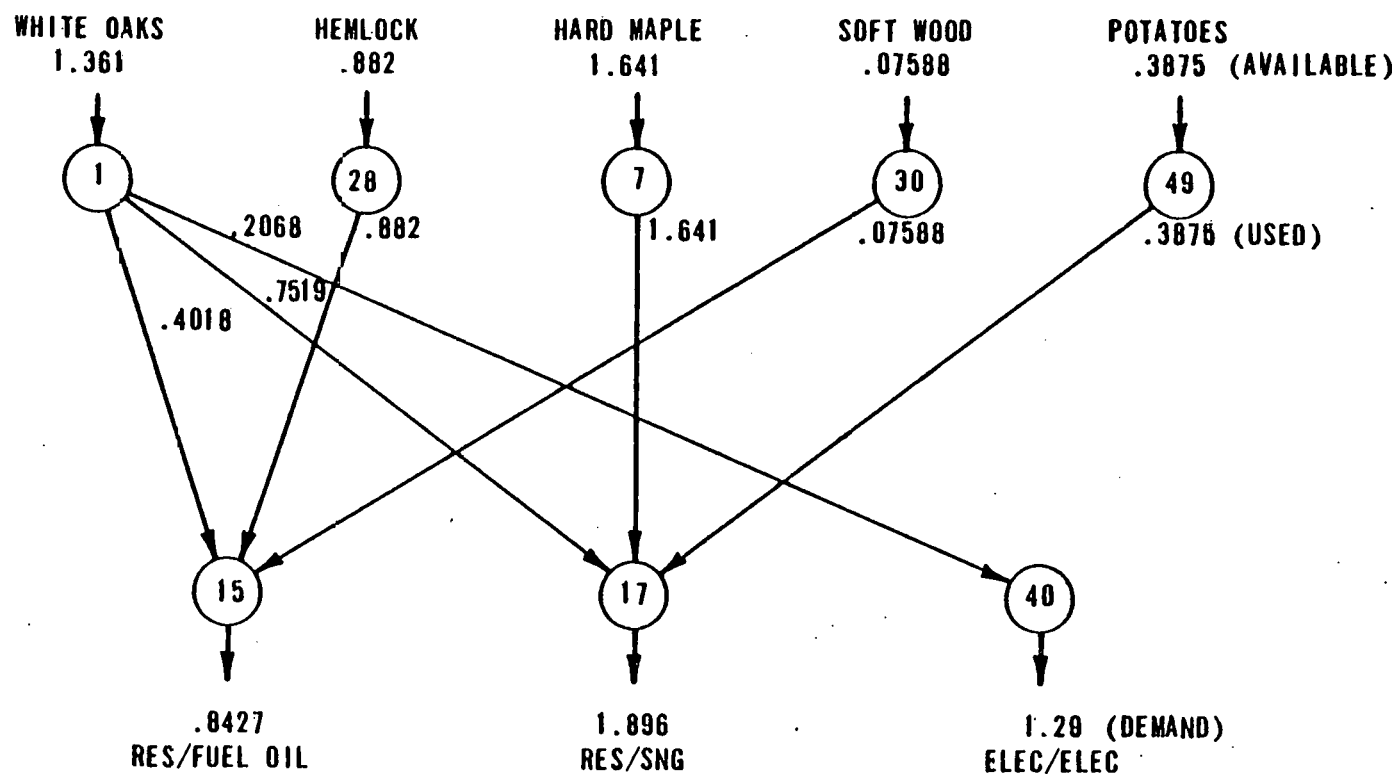 WHITE OAKS HEMLOCK HARD MAPLE SOFT WOOD POTATOES
1.361 .882 1.641 .07588 .3875 (AVAILABLE)
1 28 7 30 49
.2068 .882 1.641 .07588 .3875 (USED)
.7519
.4018
15 17 40
.8427 1.896 1.29 (DEMAND)
RES/FUEL OIL RES/SNG ELEC/ELEC